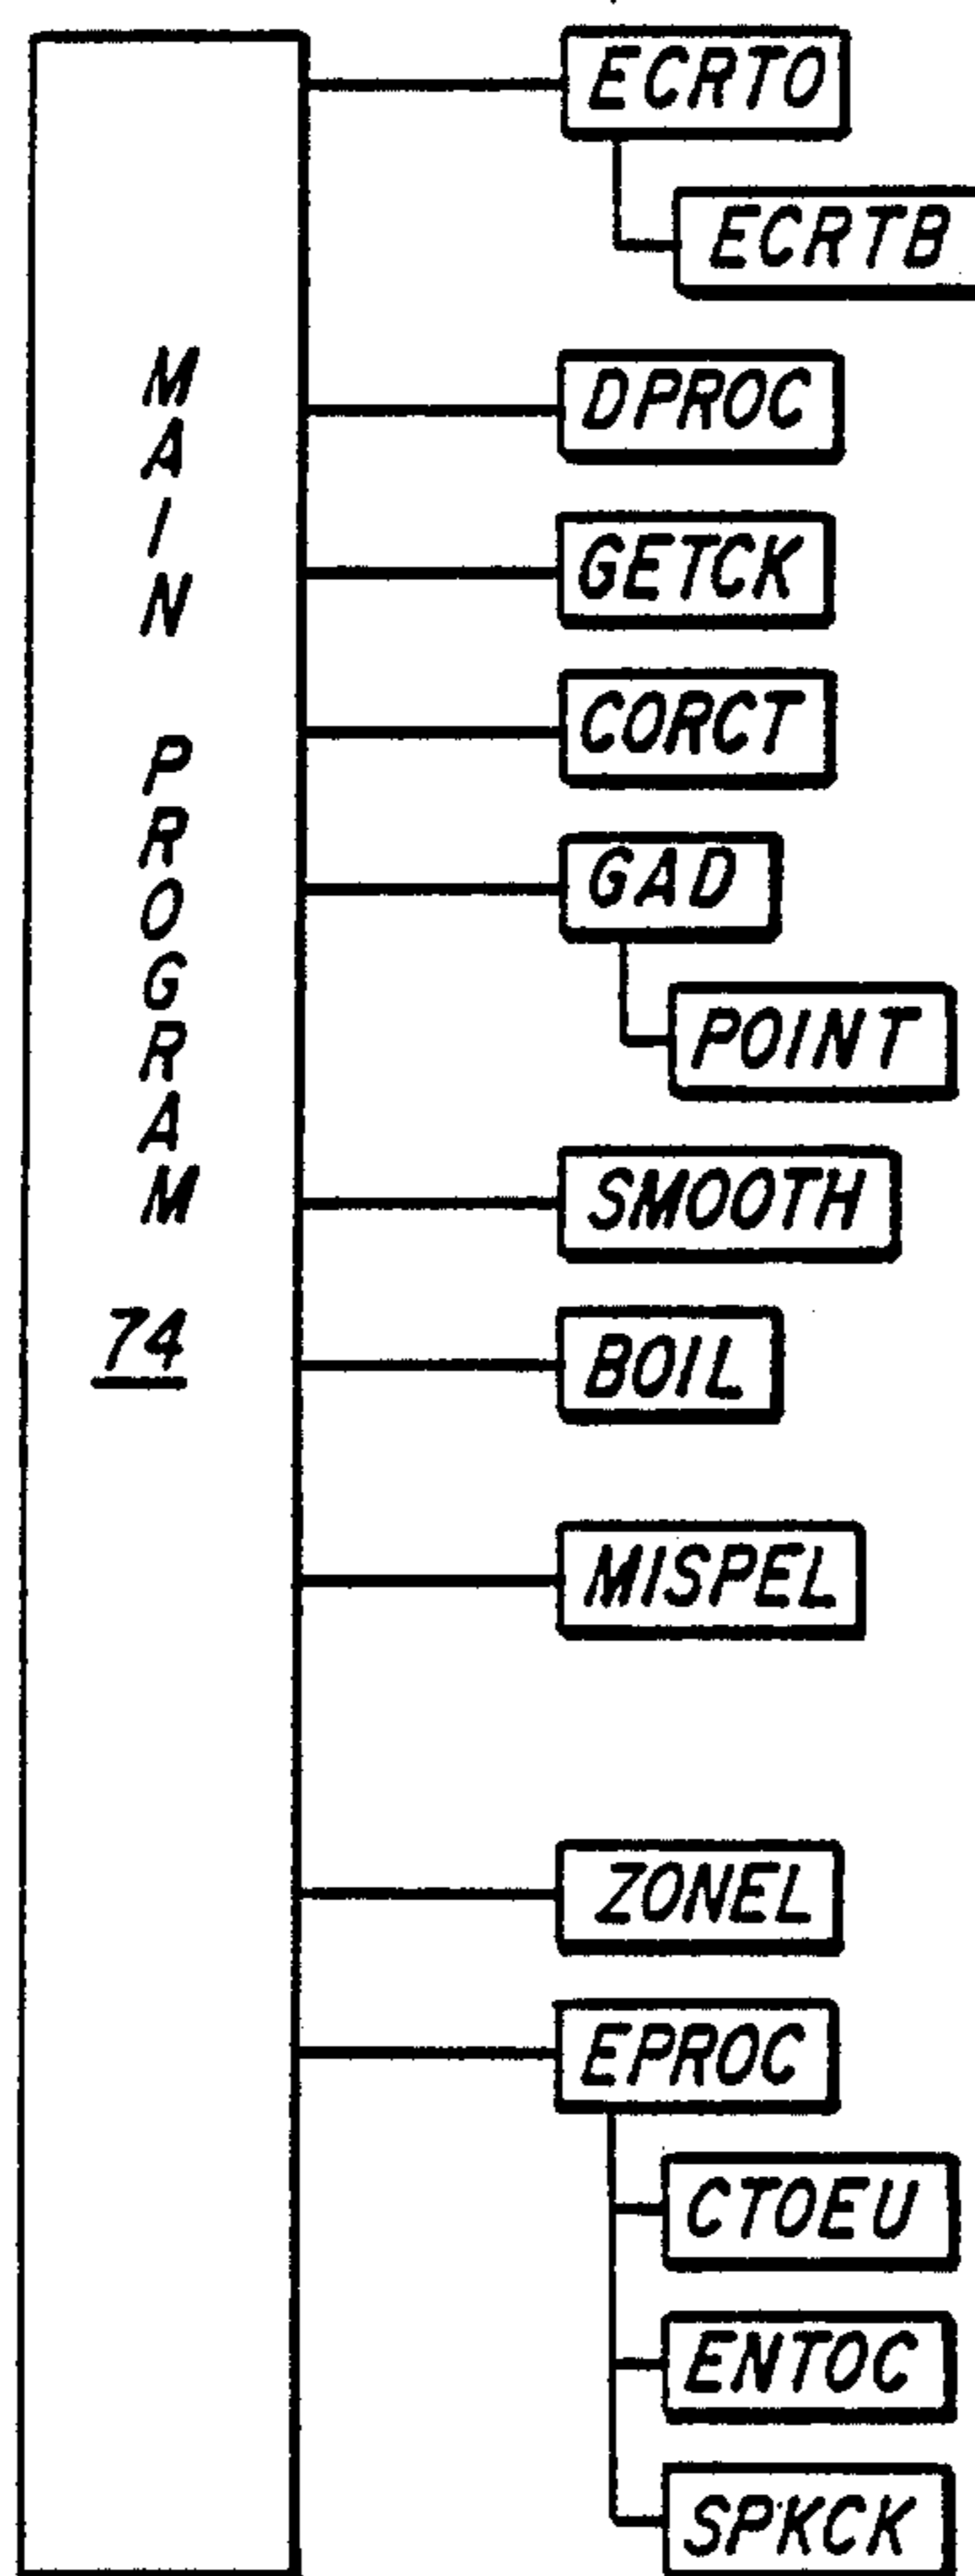 MAIN PROGRAM
74
ECRTO
ECRTB
DPROC
GETCK
CORCT
GAD
POINT
SMOOTH
BOIL
MISPEL
ZONEL
EPROC
CTOEU
ENTOC
SPKCK